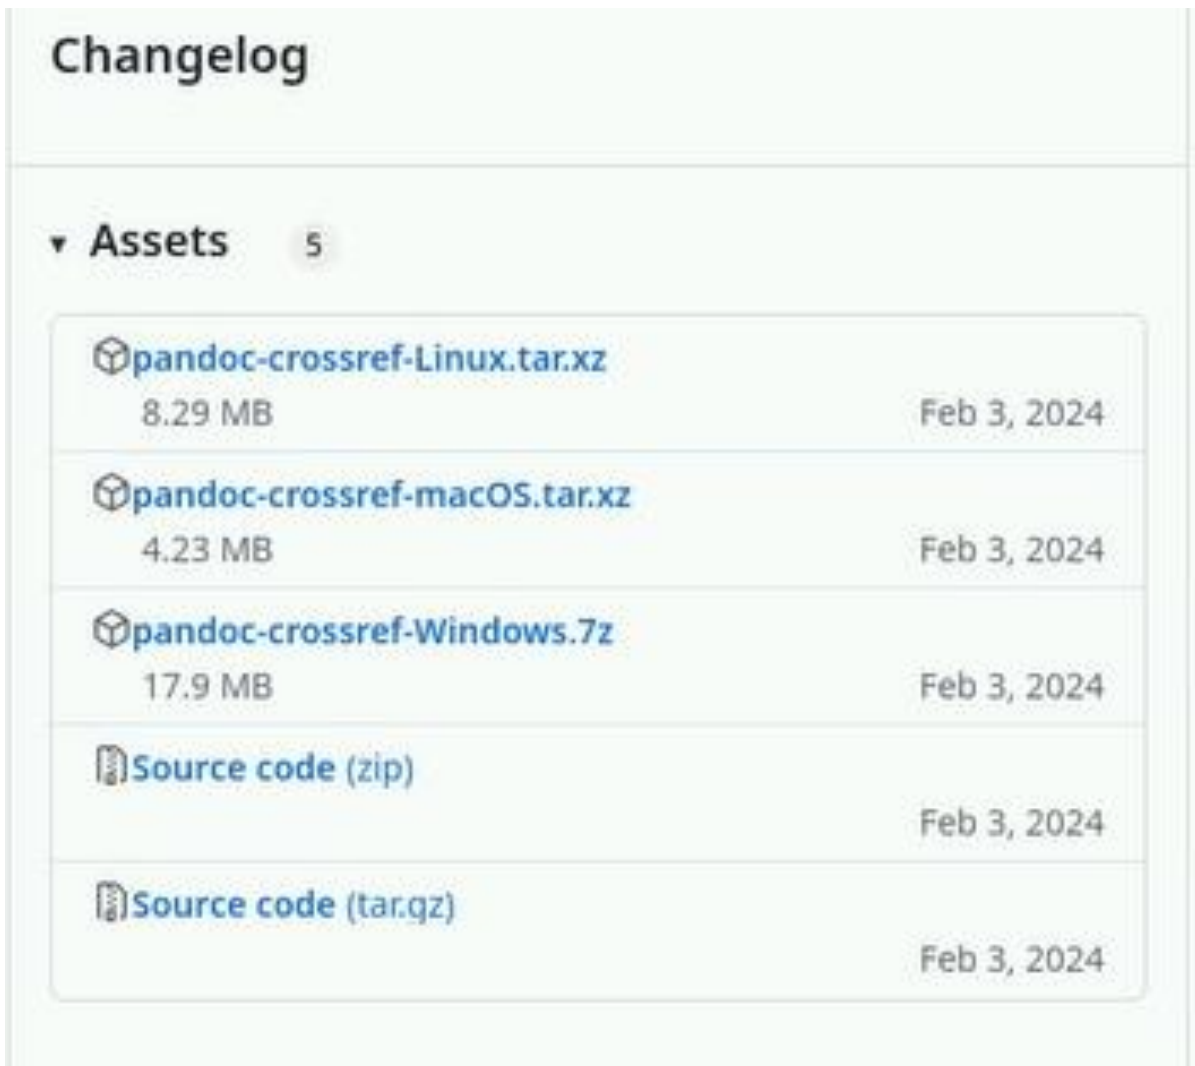 Changelog
Assets 5
pandoc-crossref-Linux.tar.xz
8.29 MB Feb 3, 2024
pandoc-crossref-macOS.tar.xz
4.23 MB Feb 3, 2024
pandoc-crossref-Windows.7z
17.9 MB Feb 3, 2024
Source code (zip)
Feb 3, 2024
Source code (tar.gz)
Feb 3, 2024